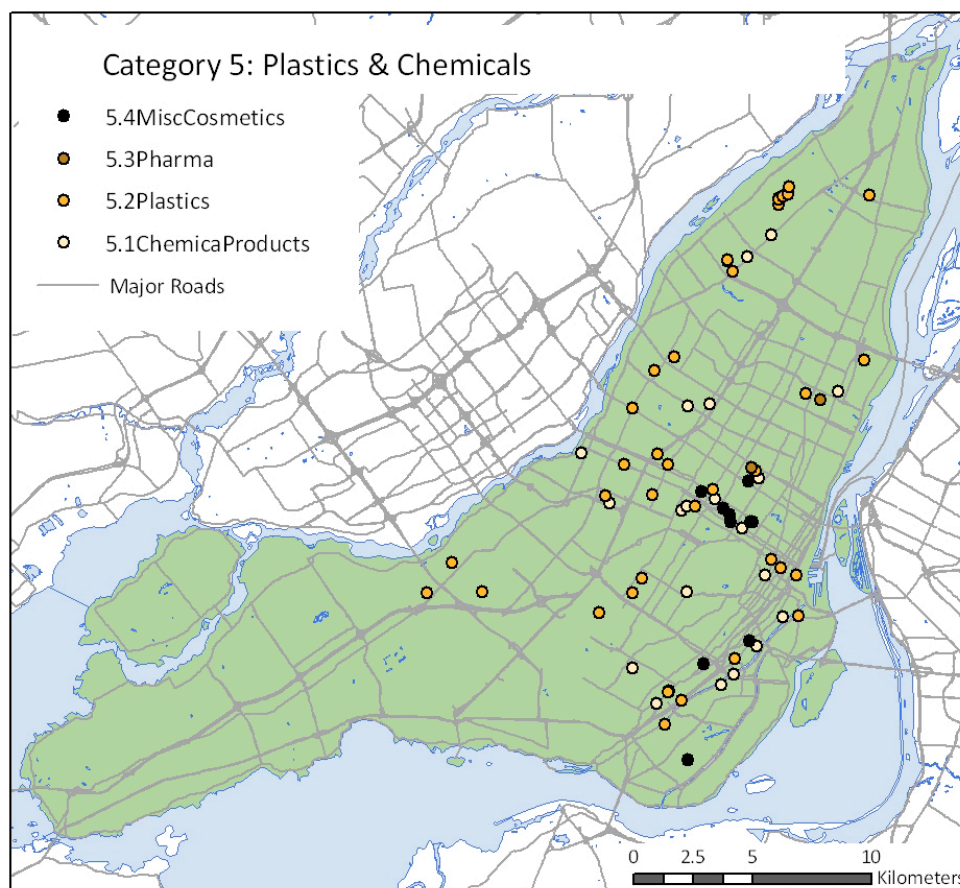 Category 5: Plastics & Chemicals
5.4MiscCosmetics
5.3Pharma
5.2Plastics
5.1ChemicaProducts
Major Roads
0 2.5 5 10
Kilometers